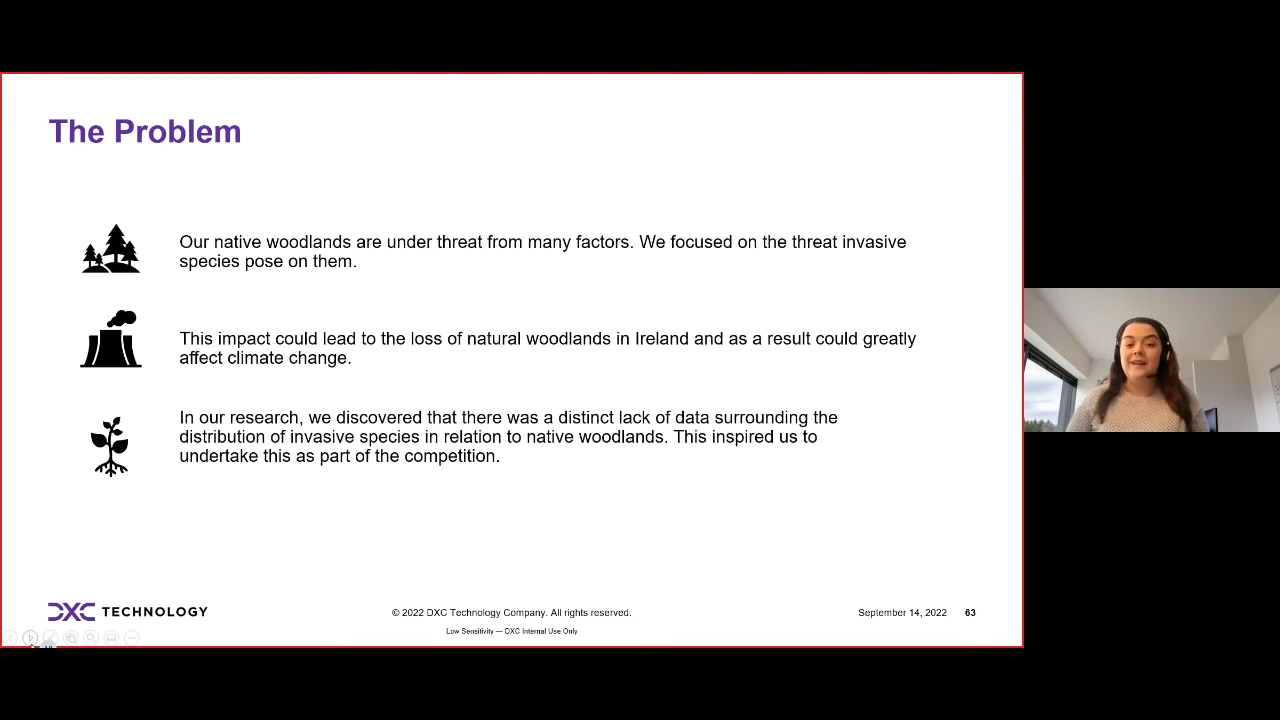 The Problem
Our native woodlands are under threat from many factors. We focused on the threat invasive
species pose on them.
This impact could lead to the loss of natural woodlands in Ireland and as a result could greatly
affect climate change.
In our research, we discovered that there was a distinct lack of data surrounding the
distribution of invasive species in relation to native woodlands. This inspired us to
undertake this as part of the competition.
DXC TECHNOLOGY
© 2022 DXC Technology Company. All rights reserved.
September 14, 2022 63
Low Sensitivity — DXC Internal Use Only